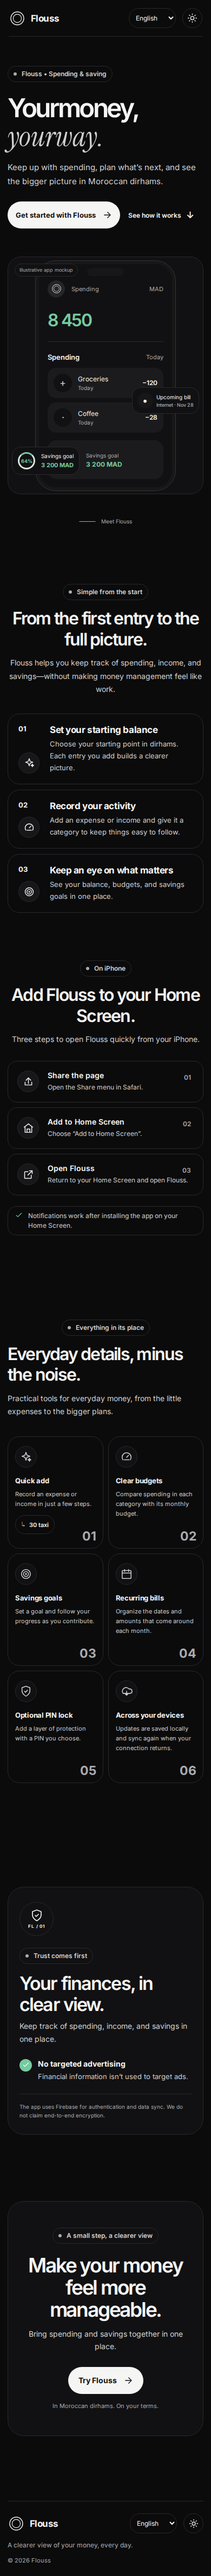 Flouss
English
Flouss • Spending & saving
Yourmoney,
yourway.
Keep up with spending, plan what's next, and see
the bigger picture in Moroccan dirhams.
Get started with Flouss
See how it works
Illustrative app mockup
Spending
MAD
8 450
Spending
Today
Groceries
Today
−120
Upcoming bill
Internet · Nov 28
Coffee
Today
−28
64%
Savings goal
3 200 MAD
Savings goal
3 200 MAD
Meet Flouss
Simple from the start
From the first entry to the
full picture.
Flouss helps you keep track of spending, income, and
savings—without making money management feel like
work.
01
Set your starting balance
Choose your starting point in dirhams.
Each entry you add builds a clearer
picture.
02
Record your activity
Add an expense or income and give it a
category to keep things easy to follow.
03
Keep an eye on what matters
See your balance, budgets, and savings
goals in one place.
On iPhone
Add Flouss to your Home
Screen.
Three steps to open Flouss quickly from your iPhone.
Share the page
01
Open the Share menu in Safari.
Add to Home Screen
02
Choose "Add to Home Screen".
Open Flouss
03
Return to your Home Screen and open Flouss.
Notifications work after installing the app on your
Home Screen.
Everything in its place
Everyday details, minus
the noise.
Practical tools for everyday money, from the little
expenses to the bigger plans.
Quick add
Record an expense or
income in just a few steps.
30 taxi
01
Clear budgets
Compare spending in each
category with its monthly
budget.
02
Savings goals
Set a goal and follow your
progress as you contribute.
03
Recurring bills
Organize the dates and
amounts that come around
each month.
04
Optional PIN lock
Add a layer of protection
with a PIN you choose.
05
Across your devices
Updates are saved locally
and sync again when your
connection returns.
06
FL / 01
Trust comes first
Your finances, in
clear view.
Keep track of spending, income, and savings in
one place.
No targeted advertising
Financial information isn't used to target ads.
The app uses Firebase for authentication and data sync. We do
not claim end-to-end encryption.
A small step, a clearer view
Make your money
feel more
manageable.
Bring spending and savings together in one
place.
Try Flouss
In Moroccan dirhams. On your terms.
Flouss
English
A clearer view of your money, every day.
© 2026 Flouss